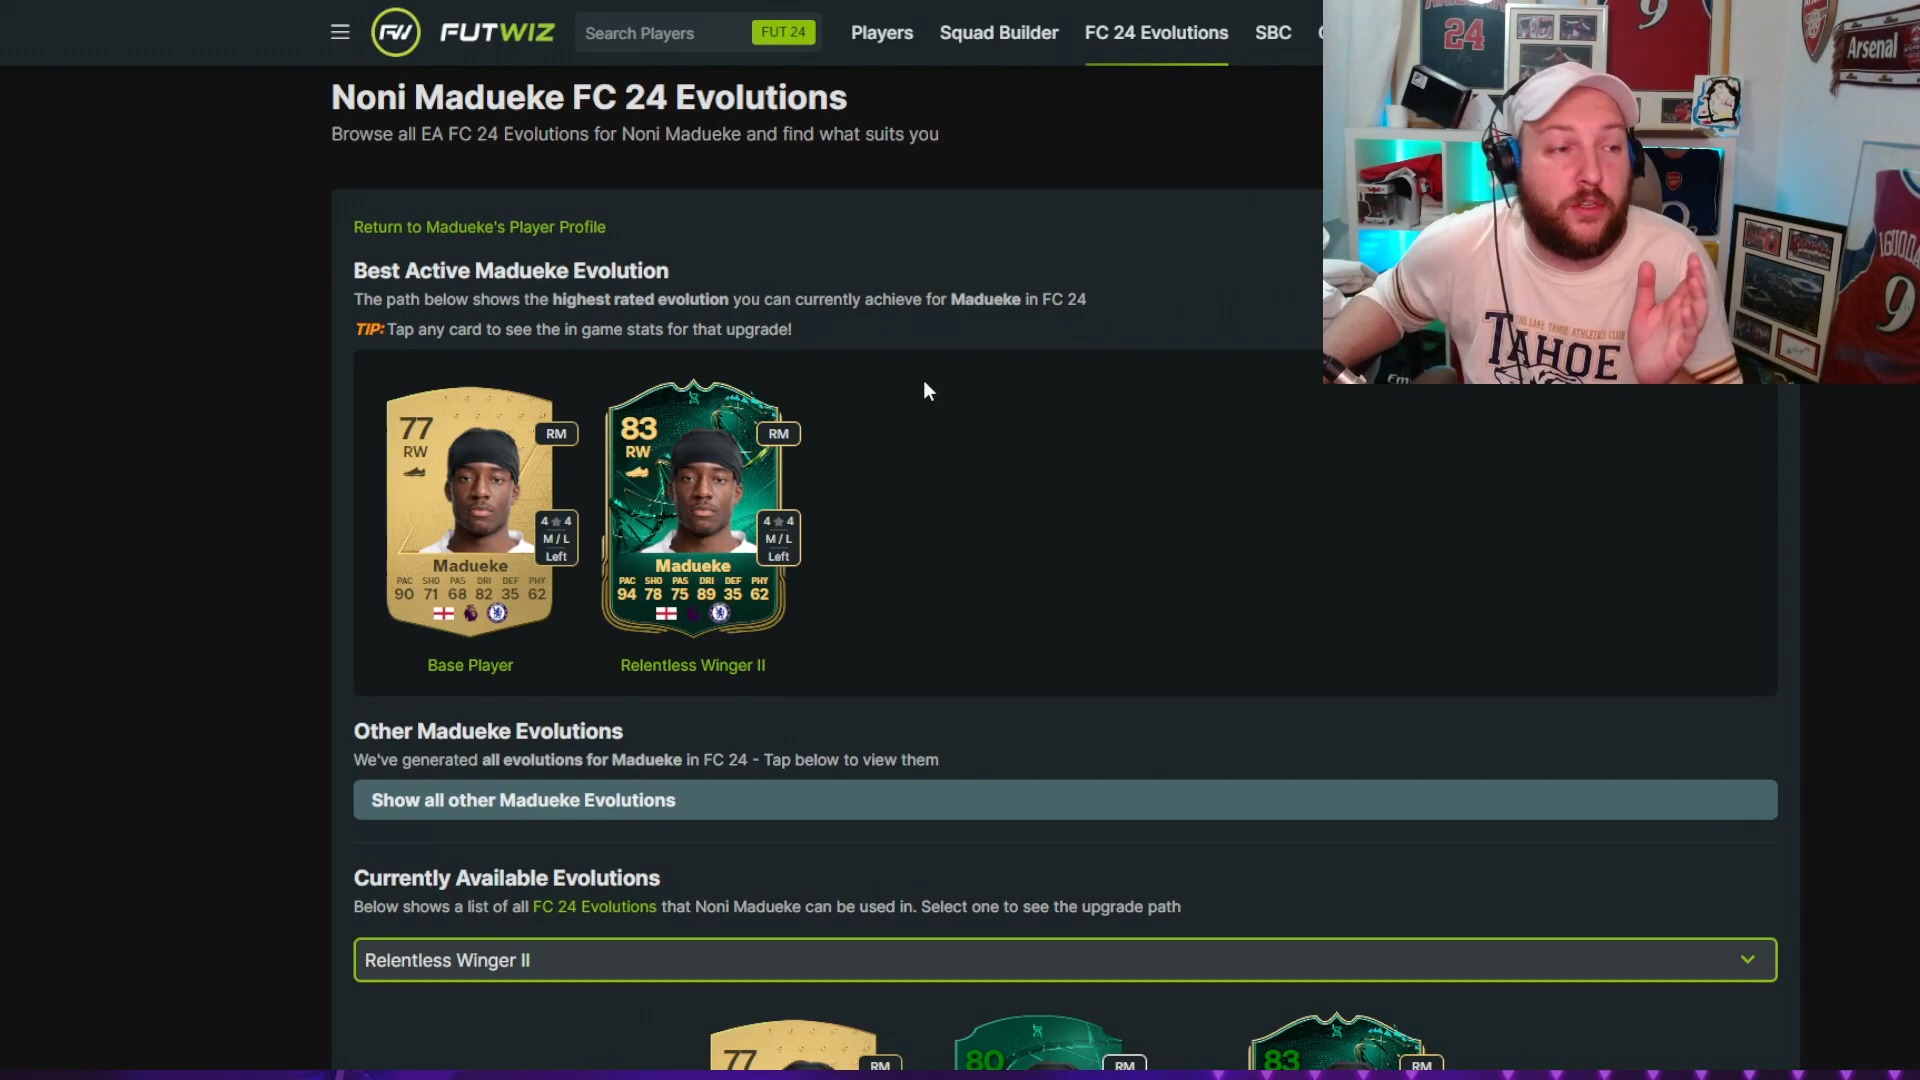 FW FUTWIZ Search Players FUT 24 Players Squad Builder FC 24 Evolutions SBC
Noni Madueke FC 24 Evolutions
Browse all EA FC 24 Evolutions for Noni Madueke and find what suits you
24
9
Arsenal
9
THE LAKE TAHOE ATHLETICS CLUB
TAHOE
Return to Madueke's Player Profile
Best Active Madueke Evolution
The path below shows the highest rated evolution you can currently achieve for Madueke in FC 24
TIP: Tap any card to see the in game stats for that upgrade!
77
RW
RM
4★4
M / L
Left
Madueke
PAC SHO PAS DRI DEF PHY
90 71 68 82 35 62
Base Player
83
RW
RM
4★4
M / L
Left
Madueke
PAC SHO PAS DRI DEF PHY
94 78 75 89 35 62
Relentless Winger II
Other Madueke Evolutions
We've generated all evolutions for Madueke in FC 24 - Tap below to view them
Show all other Madueke Evolutions
Currently Available Evolutions
Below shows a list of all FC 24 Evolutions that Noni Madueke can be used in. Select one to see the upgrade path
Relentless Winger II
77 RM 80 RM 83 RM